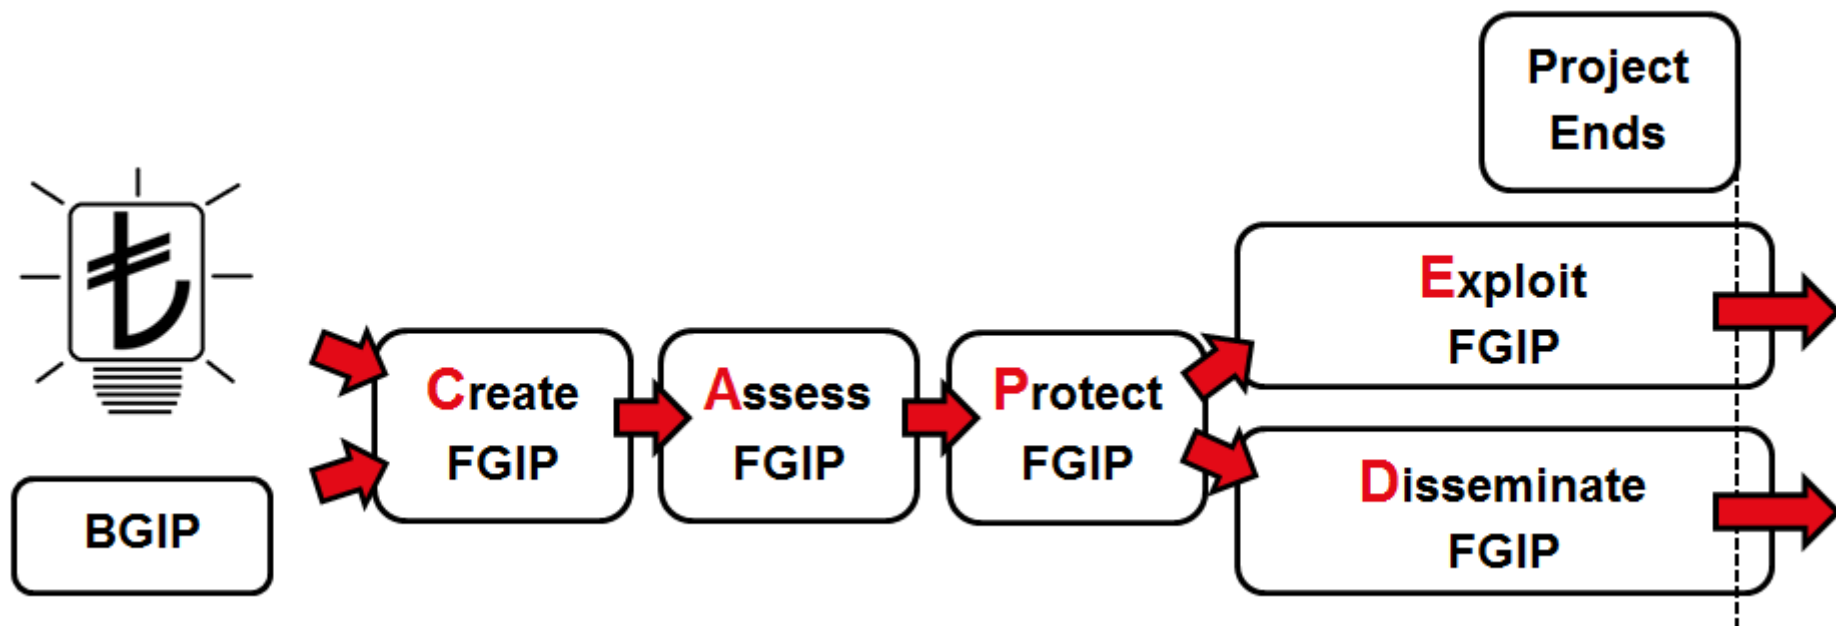 Project
Ends
₺
BGIP
Create
FGIP
Assess
FGIP
Protect
FGIP
Exploit
FGIP
Disseminate
FGIP